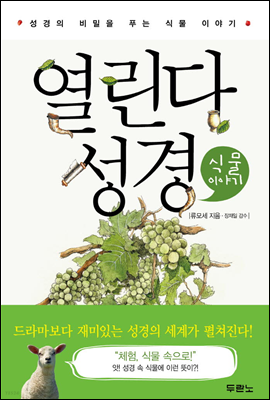 성경의 비밀을 푸는 식물 이야기
열린다
성경
식물
이야기
|류모세 지음 · 장재일 감수|
드라마보다 재미있는 성경의 세계가 펼쳐진다!
"체험, 식물 속으로!"
앗! 성경 속 식물에 이런 뜻이?!
두란노